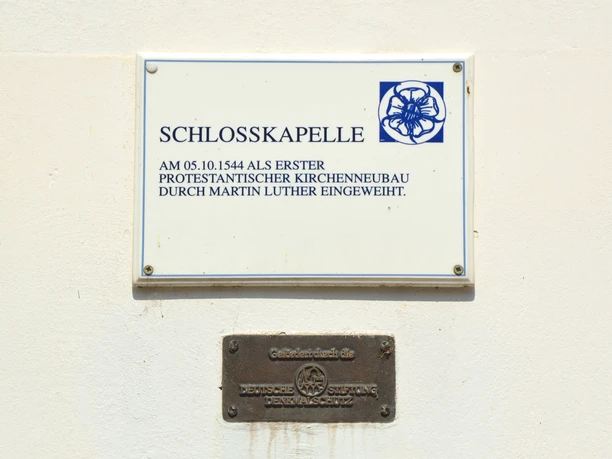 SCHLOSSKAPELLE
AM 05.10.1544 ALS ERSTER
PROTESTANTISCHER KIRCHENNEUBAU
DURCH MARTIN LUTHER EINGEWEIHT.
Gefördert durch die
DEUTSCHE STIFTUNG
DENKMALSCHUTZ